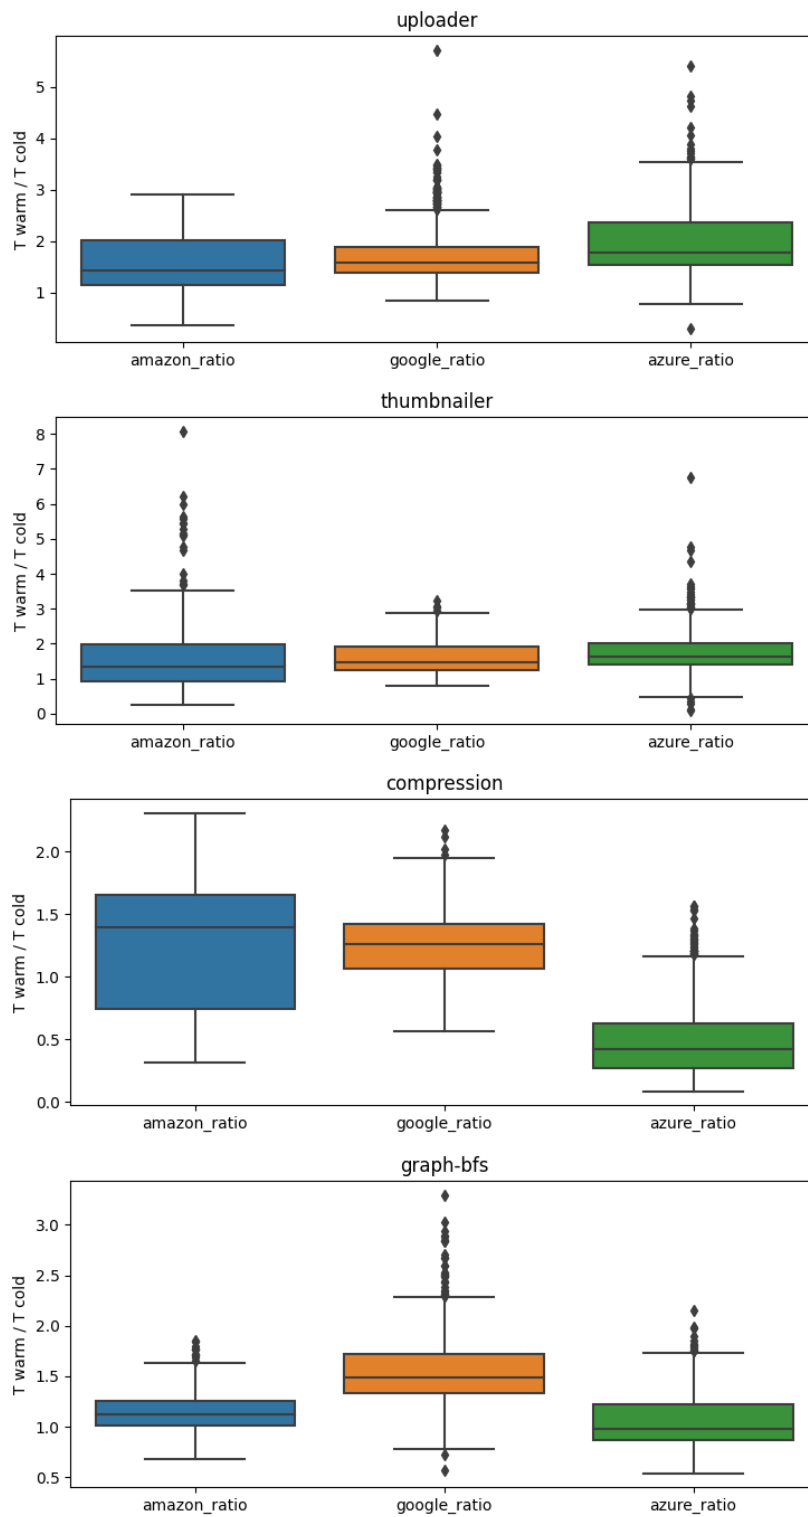 uploader
T warm / T cold
5
4
3
2
1
amazon_ratio google_ratio azure_ratio
thumbnailer
T warm / T cold
8
7
6
5
4
3
2
1
0
amazon_ratio google_ratio azure_ratio
compression
T warm / T cold
2.0
1.5
1.0
0.5
0.0
amazon_ratio google_ratio azure_ratio
graph-bfs
T warm / T cold
3.0
2.5
2.0
1.5
1.0
0.5
amazon_ratio google_ratio azure_ratio